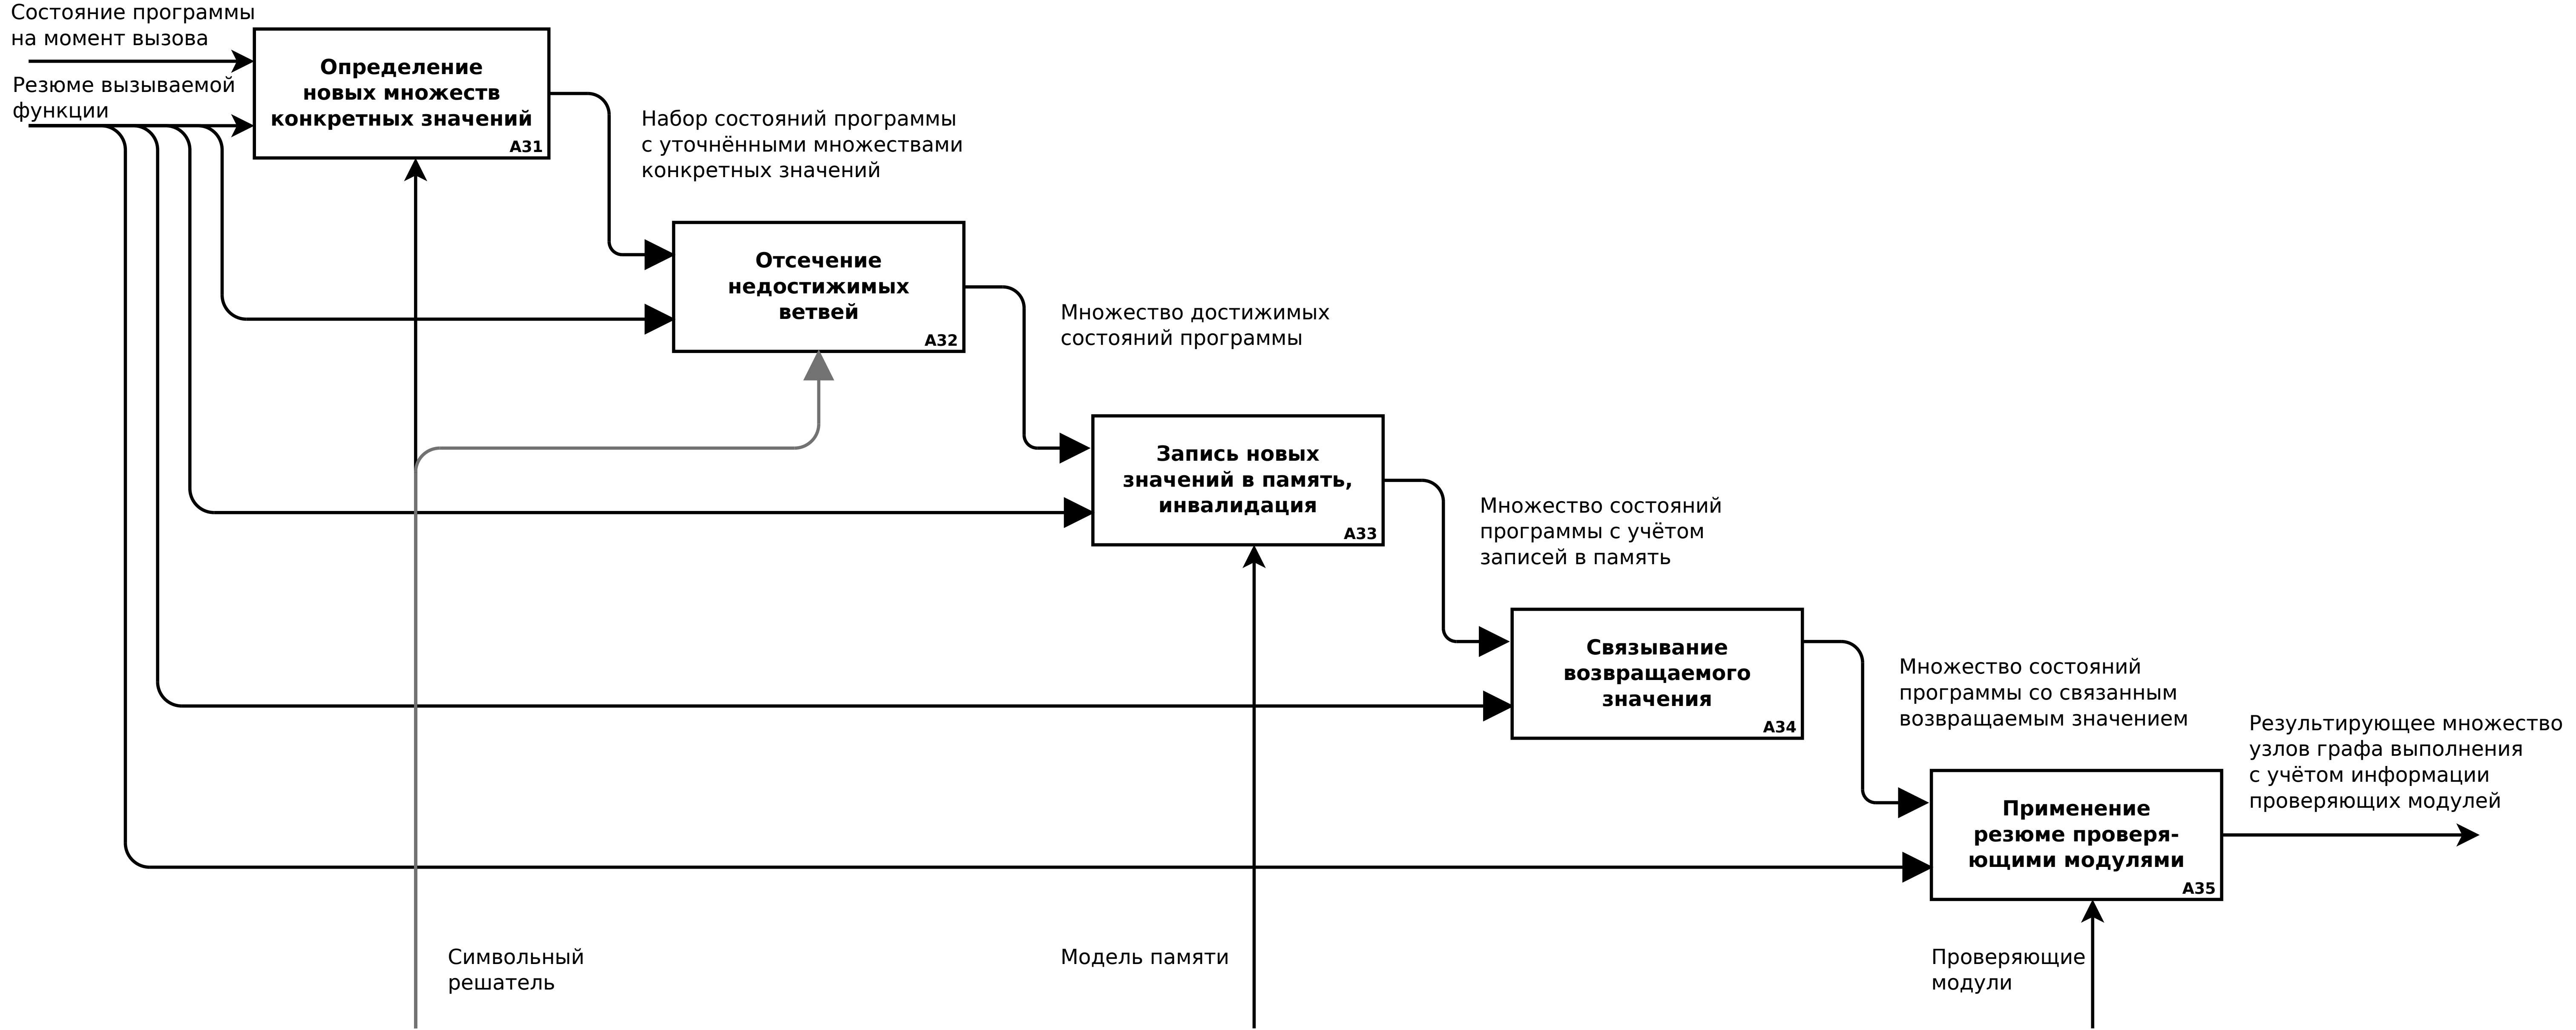 Состояние программы
на момент вызова
Резюме вызываемой
функции
Определение
новых множеств
конкретных значений
A31
Набор состояний программы
с уточнёнными множествами
конкретных значений
Отсечение
недостижимых
ветвей
A32
Множество достижимых
состояний программы
Запись новых
значений в память,
инвалидация
A33
Множество состояний
программы с учётом
записей в память
Связывание
возвращаемого
значения
A34
Множество состояний
программы со связанным
возвращаемым значением
Результирующее множество
узлов графа выполнения
с учётом информации
проверяющих модулей
Применение
резюме проверя-
ющими модулями
A35
Символьный
решатель
Модель памяти
Проверяющие
модули